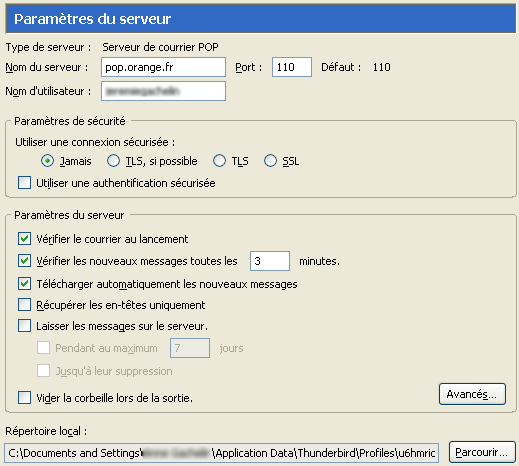 Paramètres du serveur
Type de serveur : Serveur de courrier POP
Nom du serveur : pop.orange.fr Port : 110 Défaut : 110
Nom d'utilisateur :
Paramètres de sécurité
Utiliser une connexion sécurisée :
Jamais TLS, si possible TLS SSL
Utiliser une authentification sécurisée
Paramètres du serveur
Vérifier le courrier au lancement
Vérifier les nouveaux messages toutes les 3 minutes.
Télécharger automatiquement les nouveaux messages
Récupérer les en-têtes uniquement
Laisser les messages sur le serveur.
Pendant au maximum 7 jours
Jusqu'à leur suppression
Vider la corbeille lors de la sortie.
Avancés...
Répertoire local :
C:\Documents and Settings\ \Application Data\Thunderbird\Profiles\u6hmric
Parcourir...